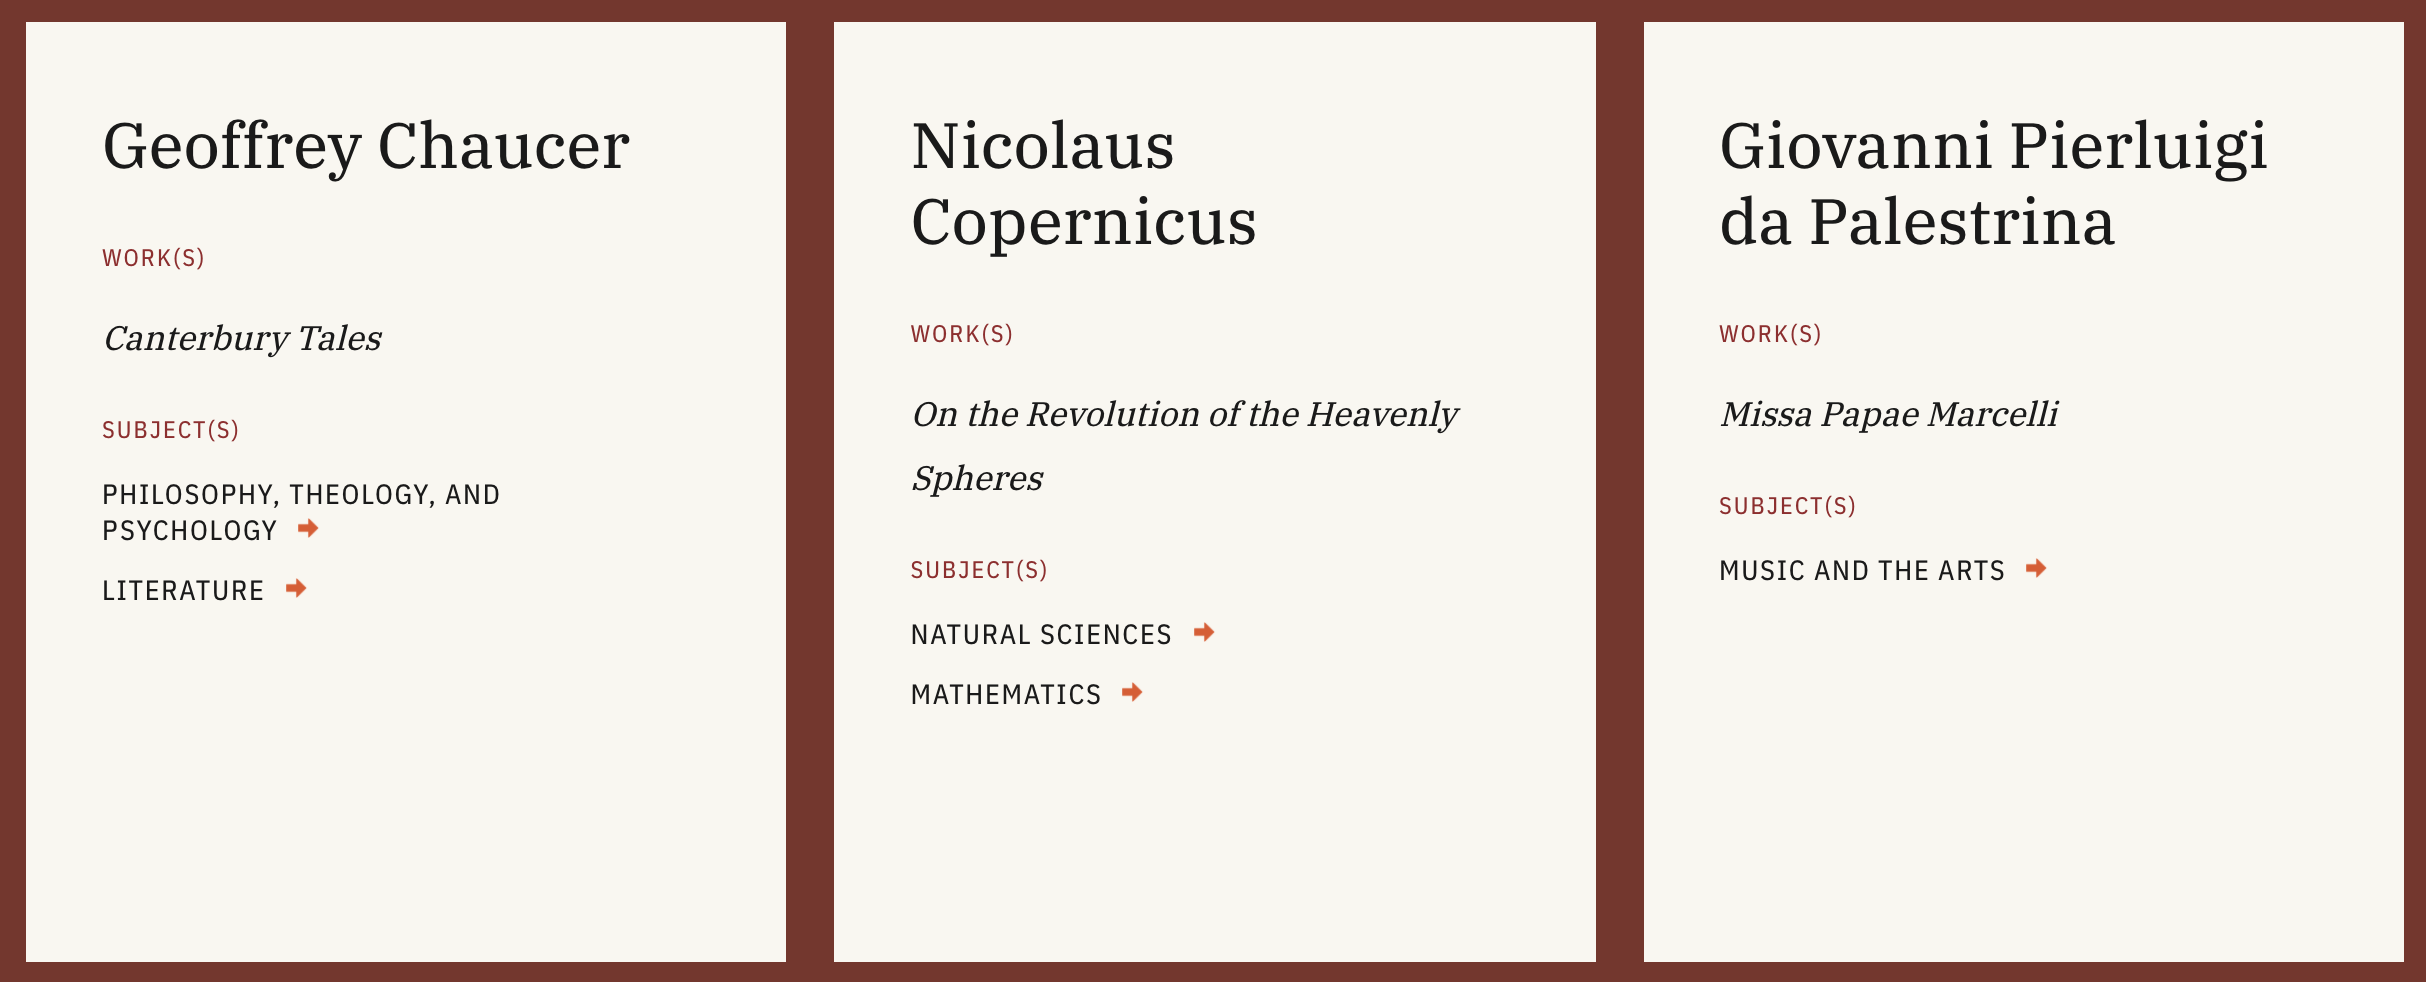 Geoffrey Chaucer
WORK(S)
Canterbury Tales
SUBJECT(S)
PHILOSOPHY, THEOLOGY, AND
PSYCHOLOGY
LITERATURE
Nicolaus
Copernicus
WORK(S)
On the Revolution of the Heavenly
Spheres
SUBJECT(S)
NATURAL SCIENCES
MATHEMATICS
Giovanni Pierluigi
da Palestrina
WORK(S)
Missa Papae Marcelli
SUBJECT(S)
MUSIC AND THE ARTS